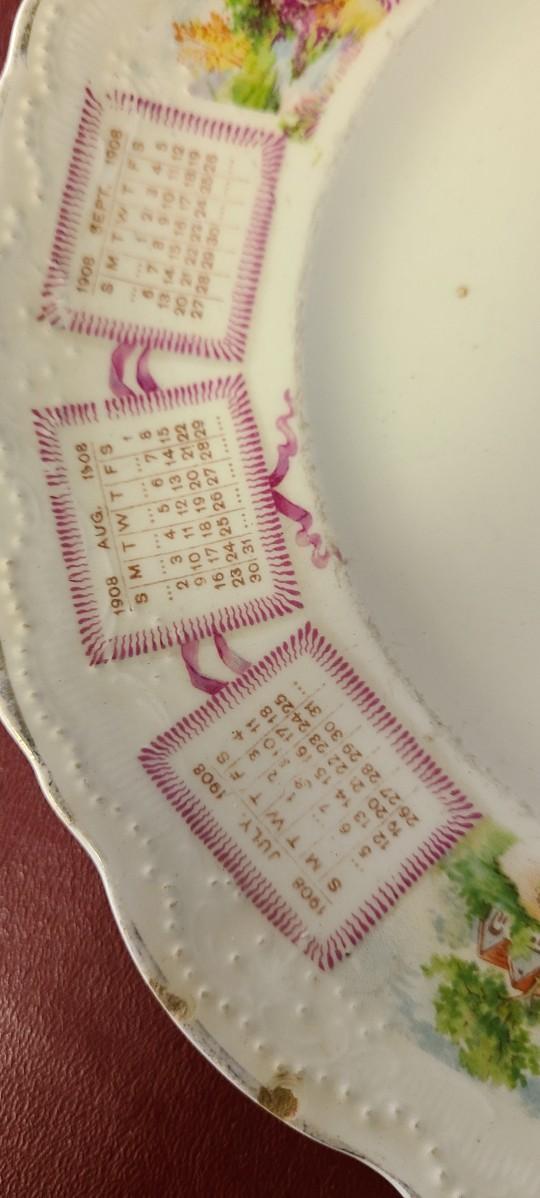 1908 JULY. 1908
S M T W T F S
... ... ... 1 2 3 4
5 6 7 8 9 10 11
12 13 14 15 16 17 18
19 20 21 22 23 24 25
26 27 28 29 30 31 ...
1908 AUG. 1908
S M T W T F S
... ... ... ... ... ... 1
2 3 4 5 6 7 8
9 10 11 12 13 14 15
16 17 18 19 20 21 22
23 24 25 26 27 28 29
30 31 ... ... ... ... ...
1908 SEPT. 1908
S M T W T F S
... ... 1 2 3 4 5
6 7 8 9 10 11 12
13 14 15 16 17 18 19
20 21 22 23 24 25 26
27 28 29 30 ... ... ...